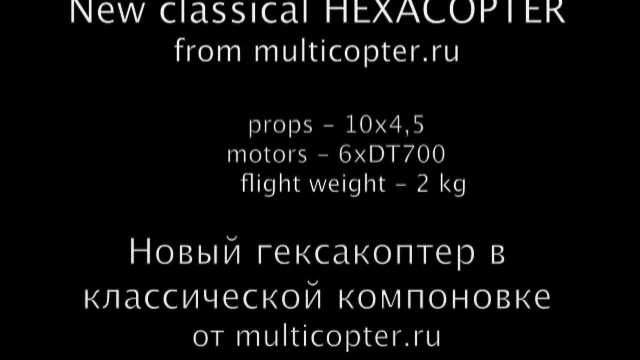 New classical HEXACOPTER
from multicopter.ru
props – 10x4,5
motors – 6xDT700
flight weight – 2 kg
Новый гексакоптер в
классической компоновке
от multicopter.ru